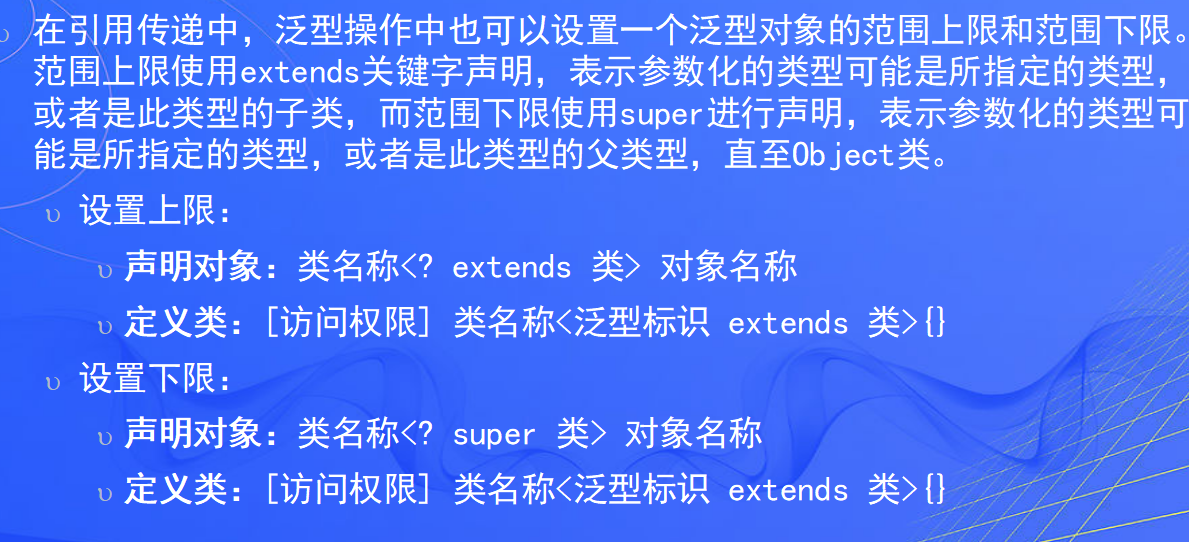 在引用传递中，泛型操作中也可以设置一个泛型对象的范围上限和范围下限。
范围上限使用extends关键字声明，表示参数化的类型可能是所指定的类型，
或者是此类型的子类，而范围下限使用super进行声明，表示参数化的类型可
能是所指定的类型，或者是此类型的父类型，直至Object类。
υ 设置上限：
υ 声明对象：类名称<? extends 类> 对象名称
υ 定义类：[访问权限] 类名称<泛型标识 extends 类>{}
υ 设置下限：
υ 声明对象：类名称<? super 类> 对象名称
υ 定义类：[访问权限] 类名称<泛型标识 extends 类>{}